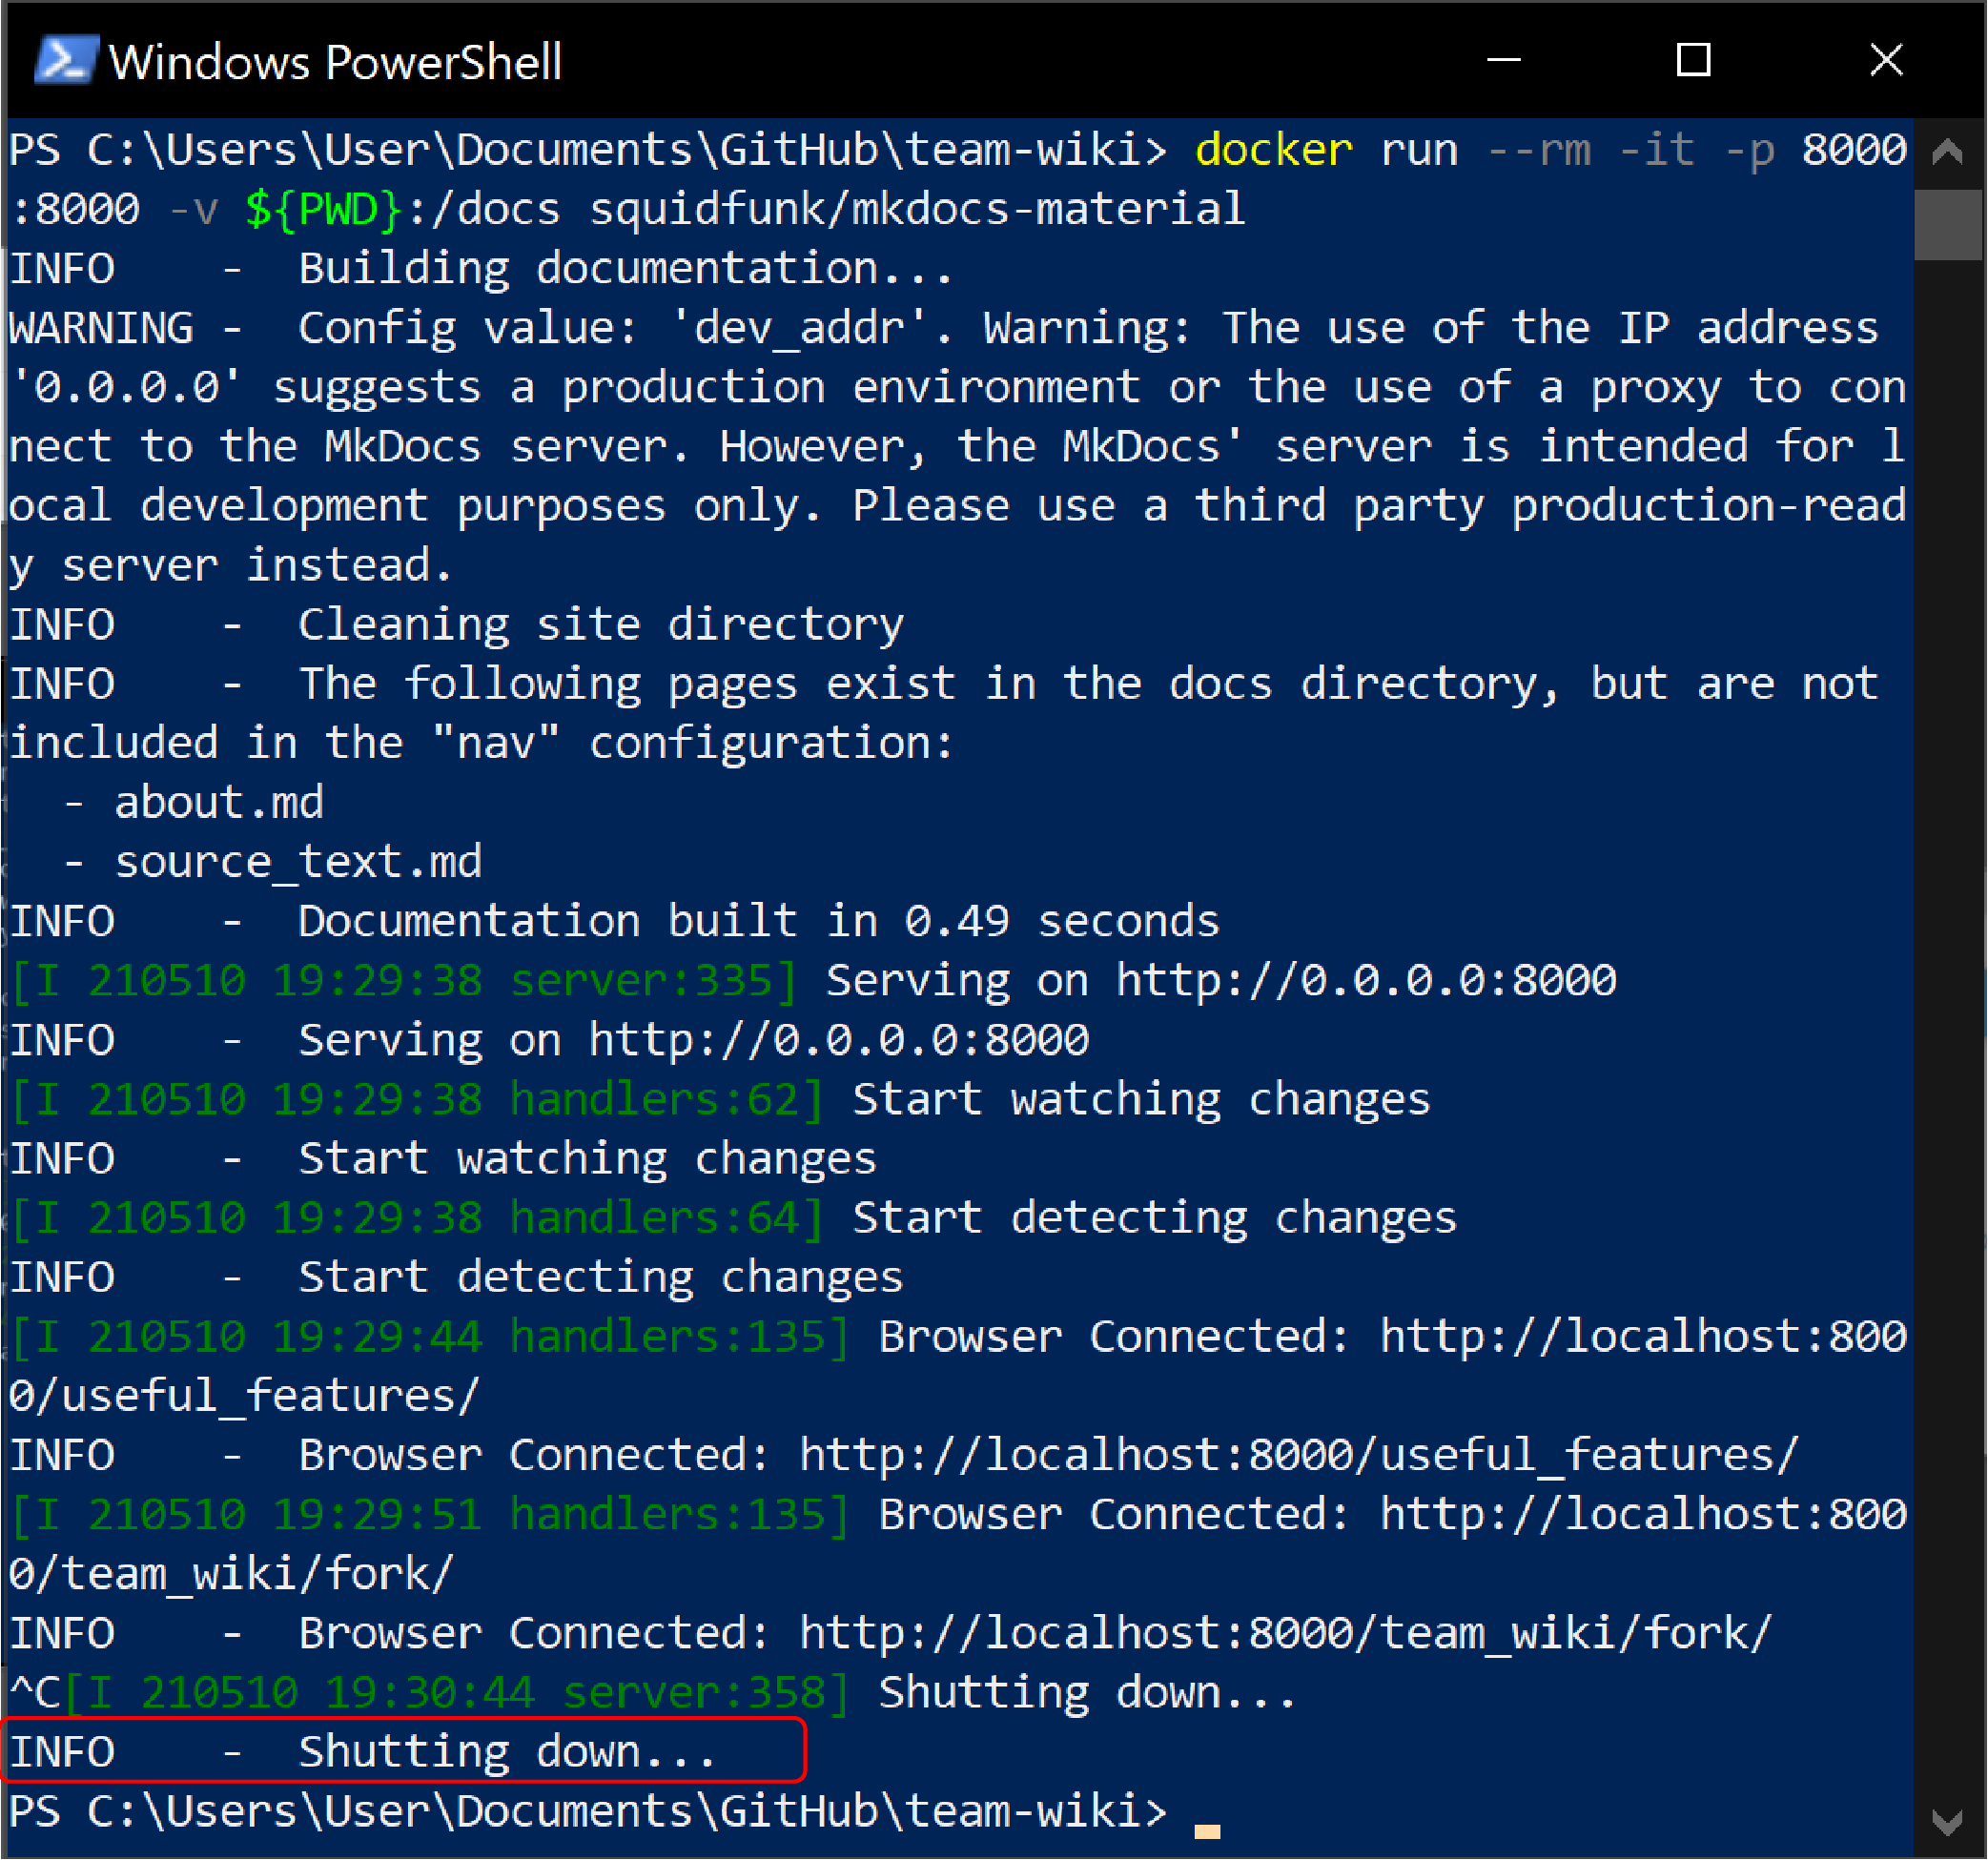 Windows PowerShell
PS C:\Users\User\Documents\GitHub\team-wiki> docker run --rm -it -p 8000
:8000 -v ${PWD}:/docs squidfunk/mkdocs-material
INFO    -  Building documentation...
WARNING -  Config value: 'dev_addr'. Warning: The use of the IP address
'0.0.0.0' suggests a production environment or the use of a proxy to con
nect to the MkDocs server. However, the MkDocs' server is intended for l
ocal development purposes only. Please use a third party production-read
y server instead.
INFO    -  Cleaning site directory
INFO    -  The following pages exist in the docs directory, but are not
included in the "nav" configuration:
  - about.md
  - source_text.md
INFO    -  Documentation built in 0.49 seconds
[I 210510 19:29:38 server:335] Serving on http://0.0.0.0:8000
INFO    -  Serving on http://0.0.0.0:8000
[I 210510 19:29:38 handlers:62] Start watching changes
INFO    -  Start watching changes
[I 210510 19:29:38 handlers:64] Start detecting changes
INFO    -  Start detecting changes
[I 210510 19:29:44 handlers:135] Browser Connected: http://localhost:800
0/useful_features/
INFO    -  Browser Connected: http://localhost:8000/useful_features/
[I 210510 19:29:51 handlers:135] Browser Connected: http://localhost:800
0/team_wiki/fork/
INFO    -  Browser Connected: http://localhost:8000/team_wiki/fork/
^C[I 210510 19:30:44 server:358] Shutting down...
INFO    -  Shutting down...
PS C:\Users\User\Documents\GitHub\team-wiki>